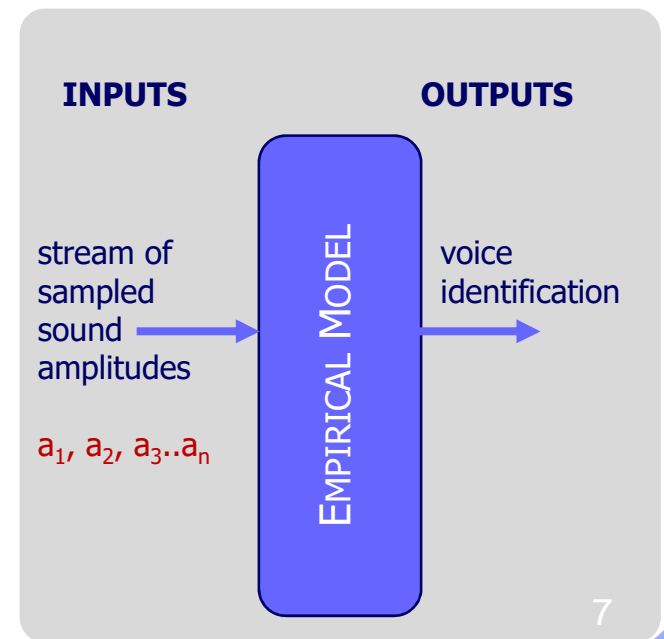 INPUTS
OUTPUTS
stream of
sampled
sound
amplitudes
a₁, a₂, a₃..aₙ
EMPIRICAL MODEL
voice
identification
7